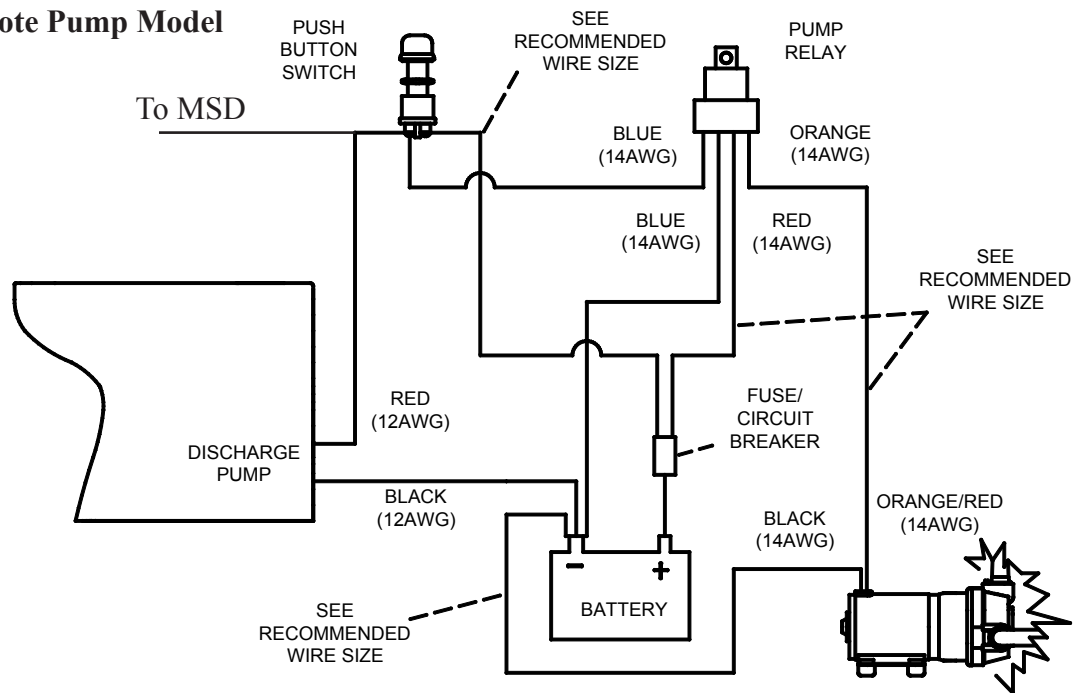 ote Pump Model
PUSH
BUTTON
SWITCH
SEE
RECOMMENDED
WIRE SIZE
PUMP
RELAY
To MSD
BLUE
(14AWG)
ORANGE
(14AWG)
BLUE
(14AWG)
RED
(14AWG)
SEE
RECOMMENDED
WIRE SIZE
RED
(12AWG)
FUSE/
CIRCUIT
BREAKER
DISCHARGE
PUMP
BLACK
(12AWG)
BLACK
(14AWG)
ORANGE/RED
(14AWG)
- +
BATTERY
SEE
RECOMMENDED
WIRE SIZE